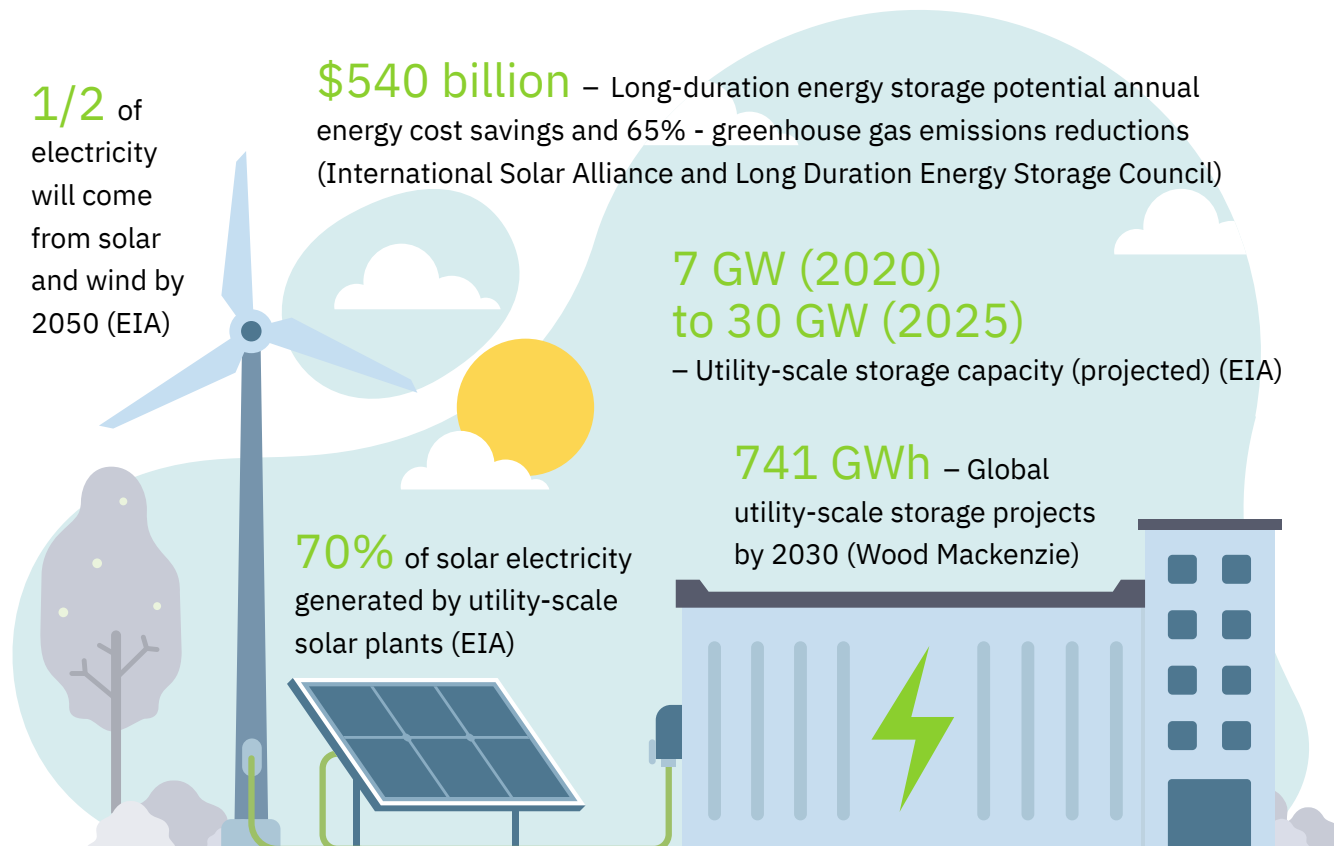 1/2 of
electricity
will come
from solar
and wind by
2050 (EIA)
$540 billion – Long-duration energy storage potential annual
energy cost savings and 65% - greenhouse gas emissions reductions
(International Solar Alliance and Long Duration Energy Storage Council)
7 GW (2020)
to 30 GW (2025)
– Utility-scale storage capacity (projected) (EIA)
741 GWh – Global
utility-scale storage projects
by 2030 (Wood Mackenzie)
70% of solar electricity
generated by utility-scale
solar plants (EIA)